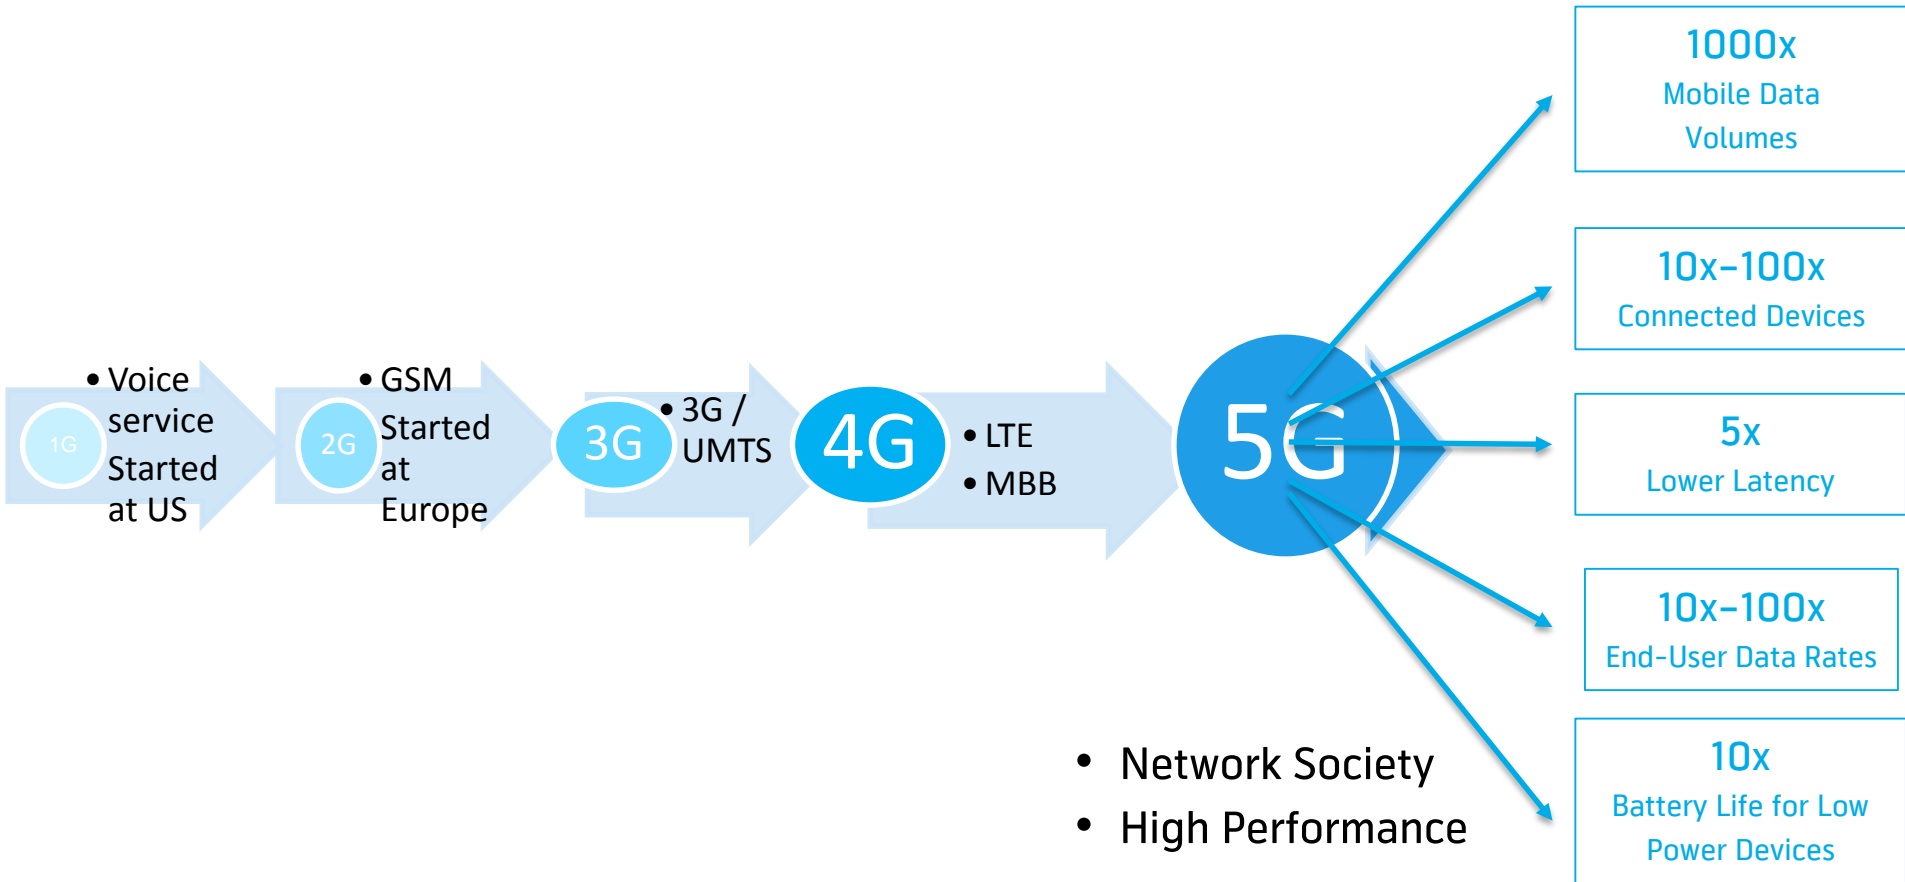 1G
• Voice
service
Started
at US
2G
• GSM
Started
at
Europe
3G
• 3G /
UMTS
4G
• LTE
• MBB
5G
1000x
Mobile Data
Volumes
10x–100x
Connected Devices
5x
Lower Latency
10x–100x
End-User Data Rates
10x
Battery Life for Low
Power Devices
• Network Society
• High Performance